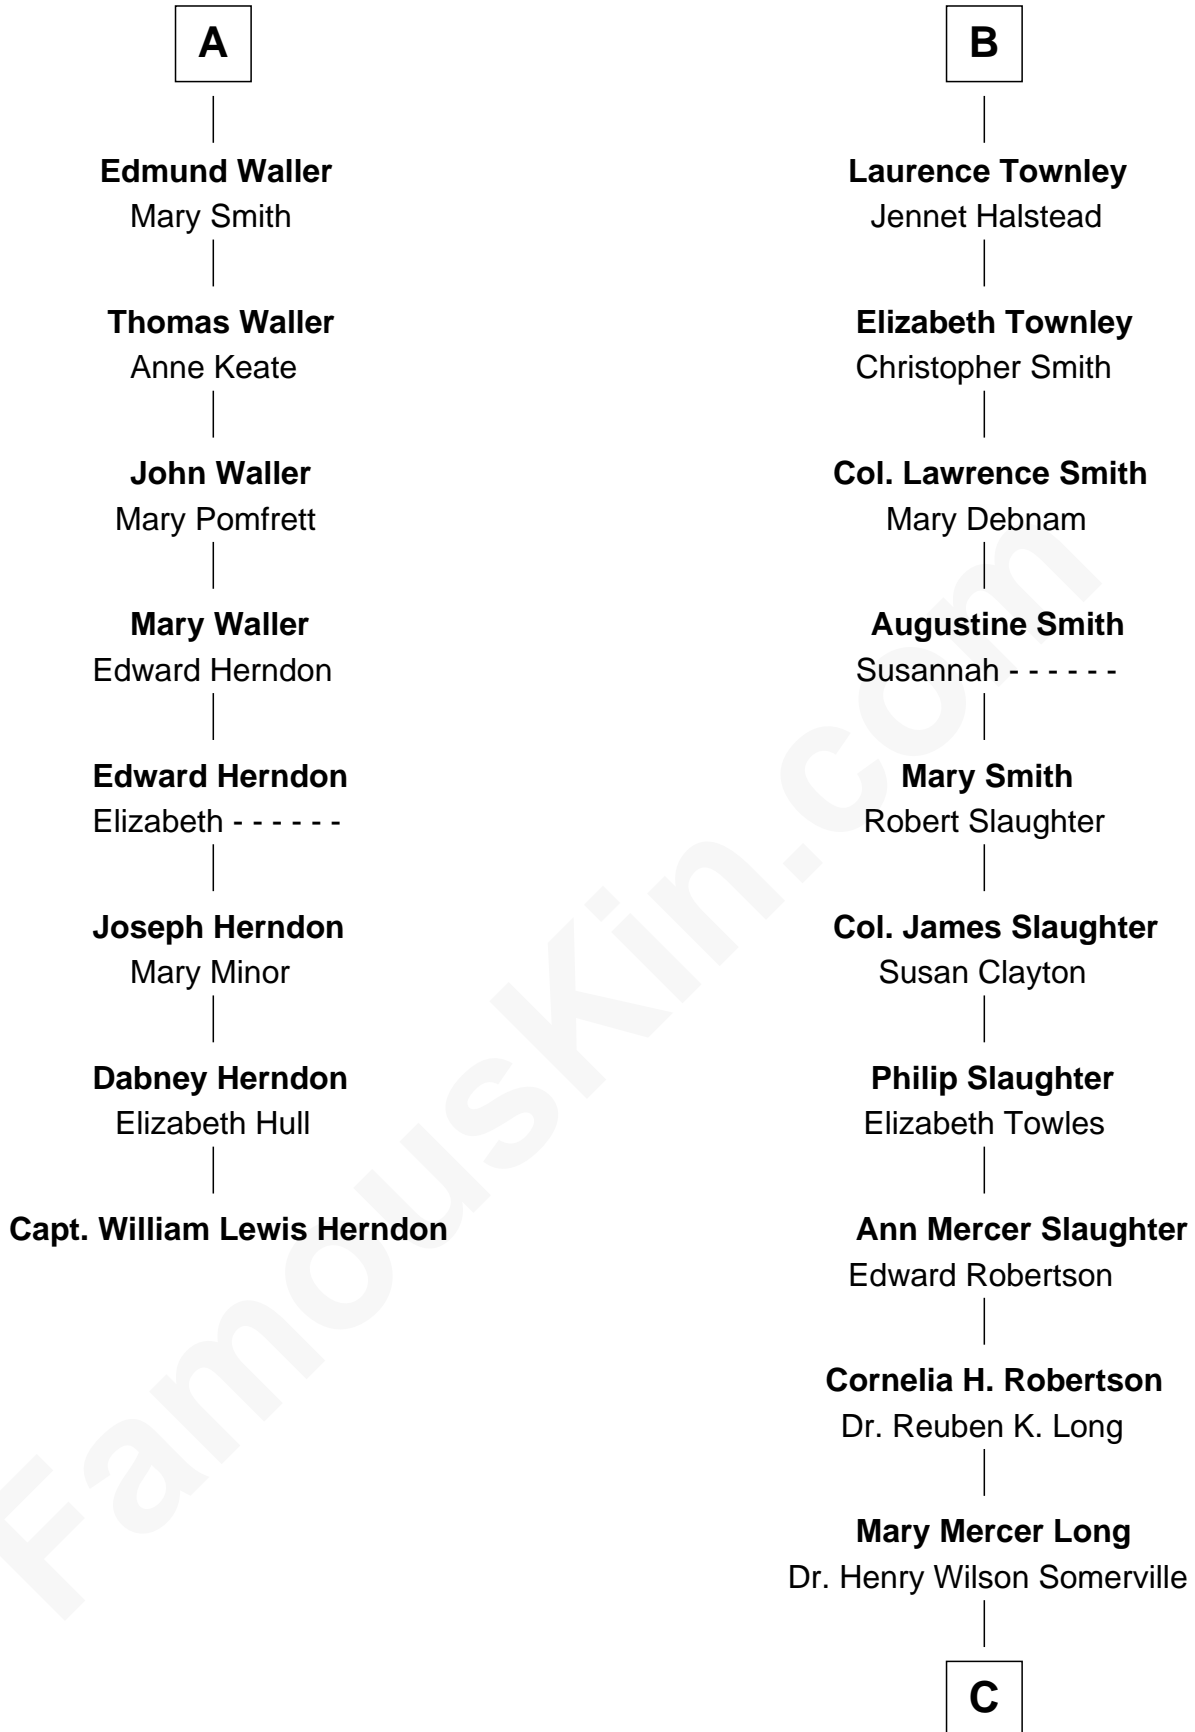 A
Edmund Waller
Mary Smith
Thomas Waller
Anne Keate
John Waller
Mary Pomfrett
Mary Waller
Edward Herndon
Edward Herndon
Elizabeth - - - - - -
Joseph Herndon
Mary Minor
Dabney Herndon
Elizabeth Hull
Capt. William Lewis Herndon
B
Laurence Townley
Jennet Halstead
Elizabeth Townley
Christopher Smith
Col. Lawrence Smith
Mary Debnam
Augustine Smith
Susannah - - - - - -
Mary Smith
Robert Slaughter
Col. James Slaughter
Susan Clayton
Philip Slaughter
Elizabeth Towles
Ann Mercer Slaughter
Edward Robertson
Cornelia H. Robertson
Dr. Reuben K. Long
Mary Mercer Long
Dr. Henry Wilson Somerville
C
FamousKin.com